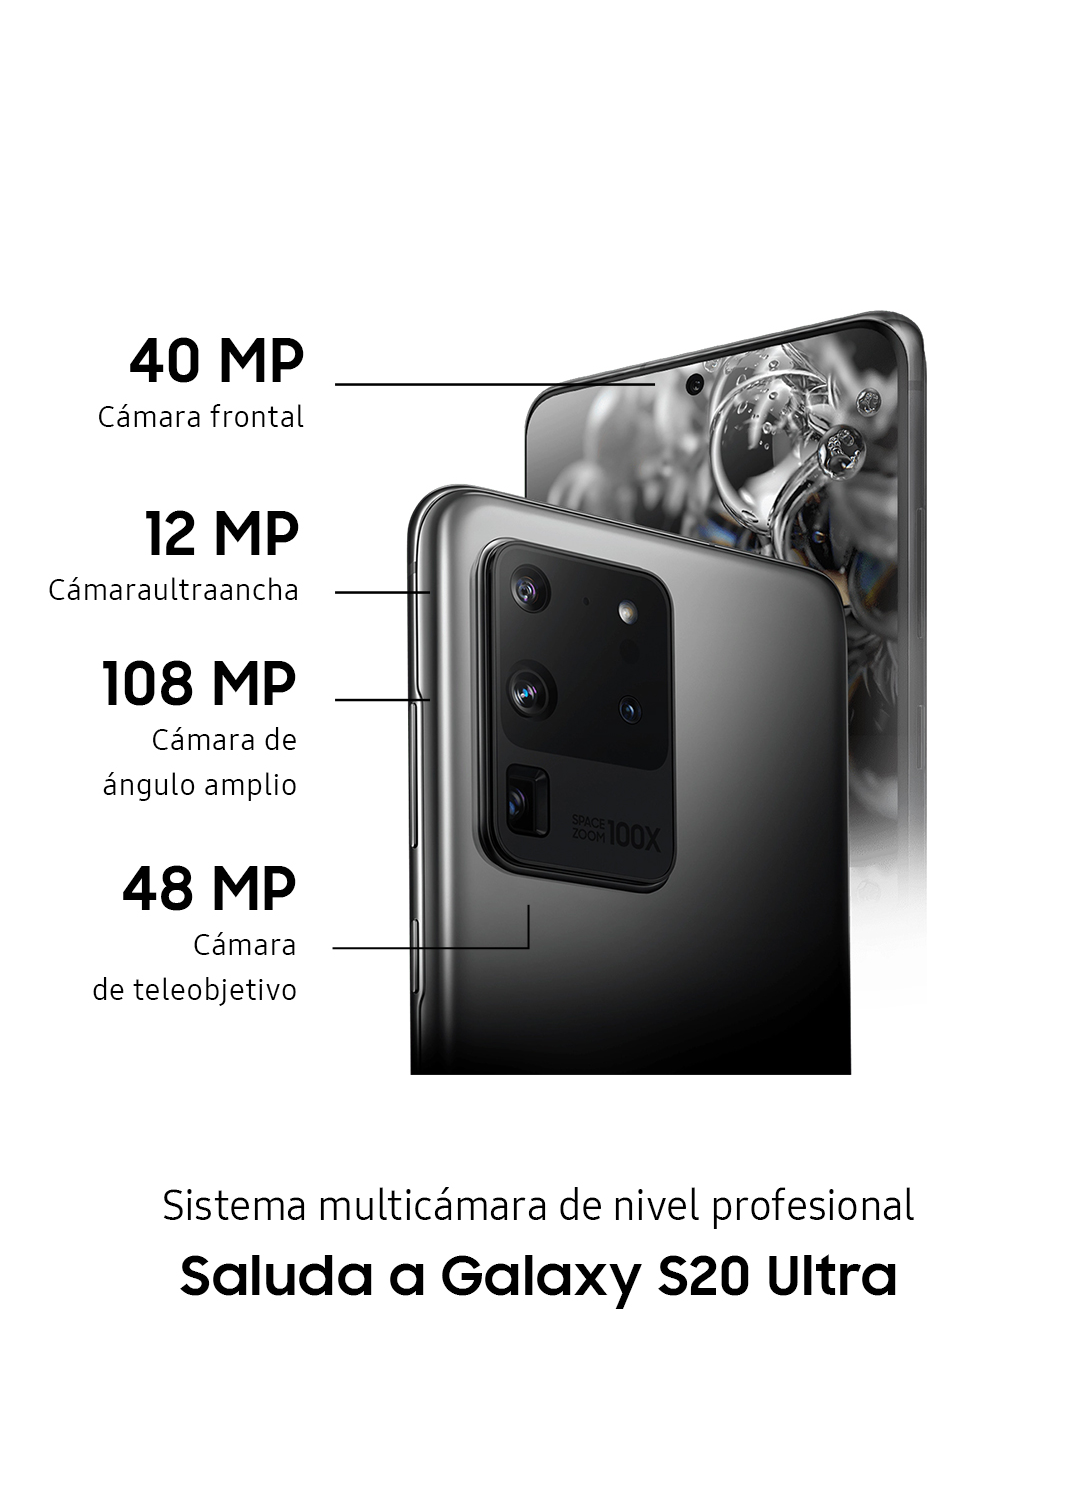 40 MP
Cámara frontal
12 MP
Cámaraultraancha
108 MP
Cámara de
ángulo amplio
48 MP
Cámara
de teleobjetivo
SPACE
ZOOM 100X
Sistema multicámara de nivel profesional
Saluda a Galaxy S20 Ultra